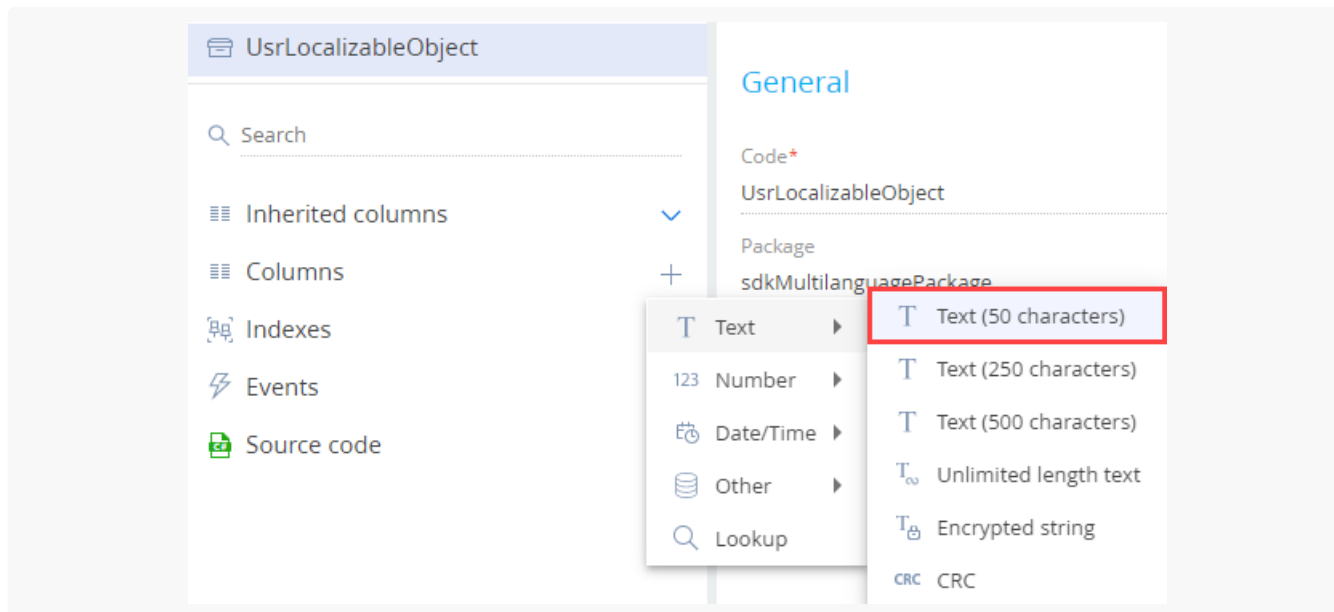 UsrLocalizableObject
Search
Inherited columns
Columns
Indexes
Events
Source code
General
Code*
UsrLocalizableObject
Package
sdkMultilanguagePackage
T Text
123 Number
Date/Time
Other
Lookup
T Text (50 characters)
T Text (250 characters)
T Text (500 characters)
T Unlimited length text
T Encrypted string
CRC CRC